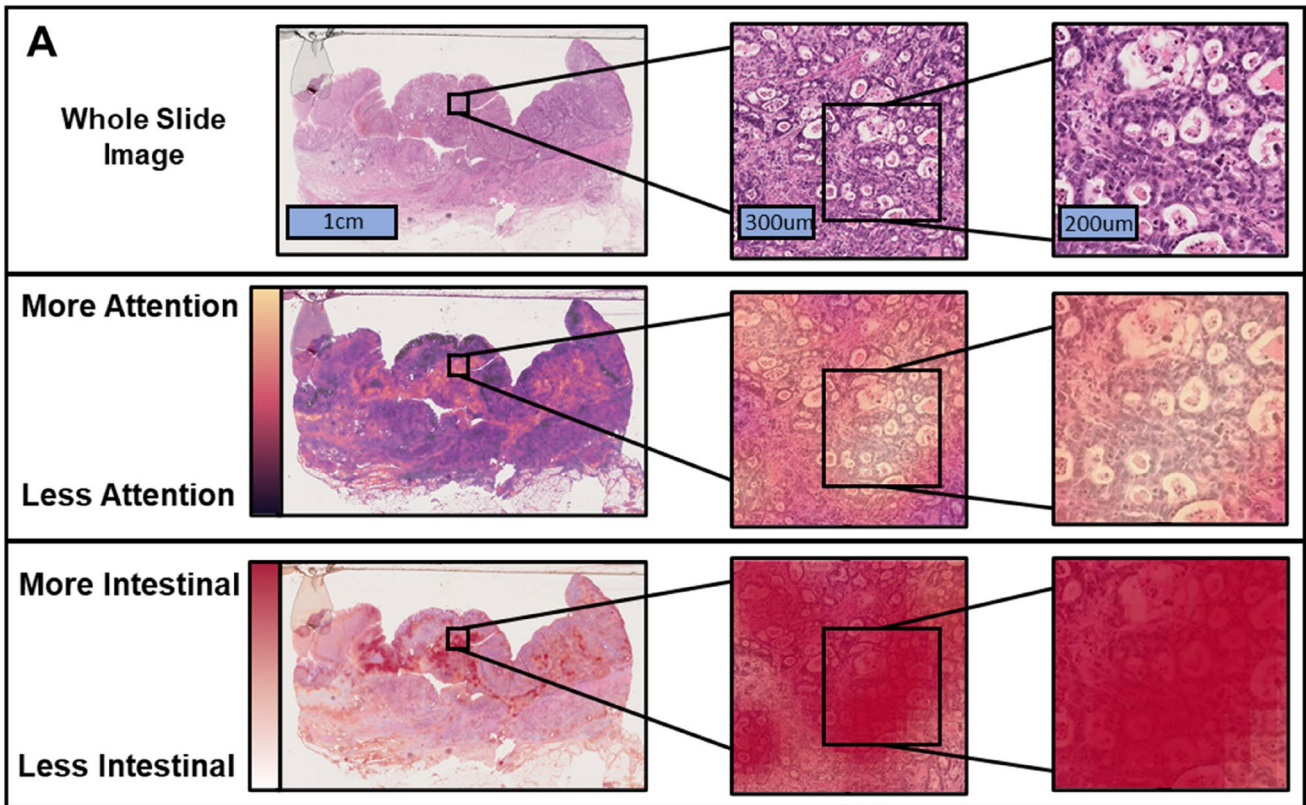 A
Whole Slide
Image
1cm
300um
200um
More Attention
Less Attention
More Intestinal
Less Intestinal